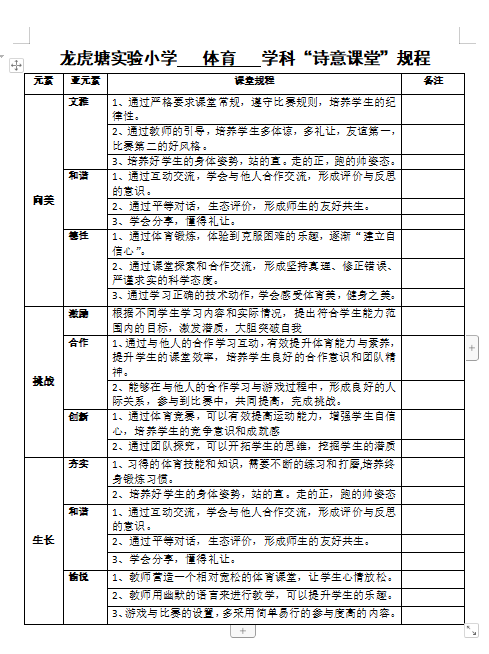 龙虎塘实验小学 体育 学科“诗意课堂”规程
元素 亚元素 课堂规程 备注
向美
文雅
1、通过严格要求课堂常规，遵守比赛规则，培养学生的纪
律性。
2、通过教师的引导，培养学生多体谅，多礼让，友谊第一，
比赛第二的好风格。
3、培养好学生的身体姿势，站的直。走的正，跑的帅姿态。
和谐
1、通过互动交流，学会与他人合作交流，形成评价与反思
的意识。
2、通过平等对话，生态评价，形成师生的友好共生。
3、学会分享，懂得礼让。
德性
1、通过体育锻炼，体验到克服困难的乐趣，逐渐“建立自
信心”。
2、通过课堂探索和合作交流，形成坚持真理、修正错误、
严谨求实的科学态度。
3、通过学习正确的技术动作，学会感受体育美，健身之美。
挑战
激励
根据不同学生学习内容和实际情况，提出符合学生能力范
围内的目标，激发潜质，大胆突破自我
合作
1、通过与他人的合作学习互动，有效提升体育能力与素养，
提升学生的课堂效率，培养学生良好的合作意识和团队精
神。
2、能够在与他人的合作学习与游戏过程中，形成良好的人
际关系，参与到比赛中，共同提高，完成挑战。
创新
1、通过体育竞赛，可以有效提高运动能力，增强学生自信
心，培养学生的竞争意识和成就感
2、通过团队探究，可以开拓学生的思维，挖掘学生的潜质
生长
夯实
1、习得的体育技能和知识，需要不断的练习和打磨,培养终
身锻炼习惯。
2、培养好学生的身体姿势，站的直。走的正，跑的帅姿态
和谐
1、通过互动交流，学会与他人合作交流，形成评价与反思
的意识。
2、通过平等对话，生态评价，形成师生的友好共生。
3、学会分享，懂得礼让。
愉悦
1、教师营造一个相对宽松的体育课堂，让学生心情放松。
2、教师用幽默的语言来进行教学，可以提升学生的乐趣。
3、游戏与比赛的设置，多采用简单易行的参与度高的内容。